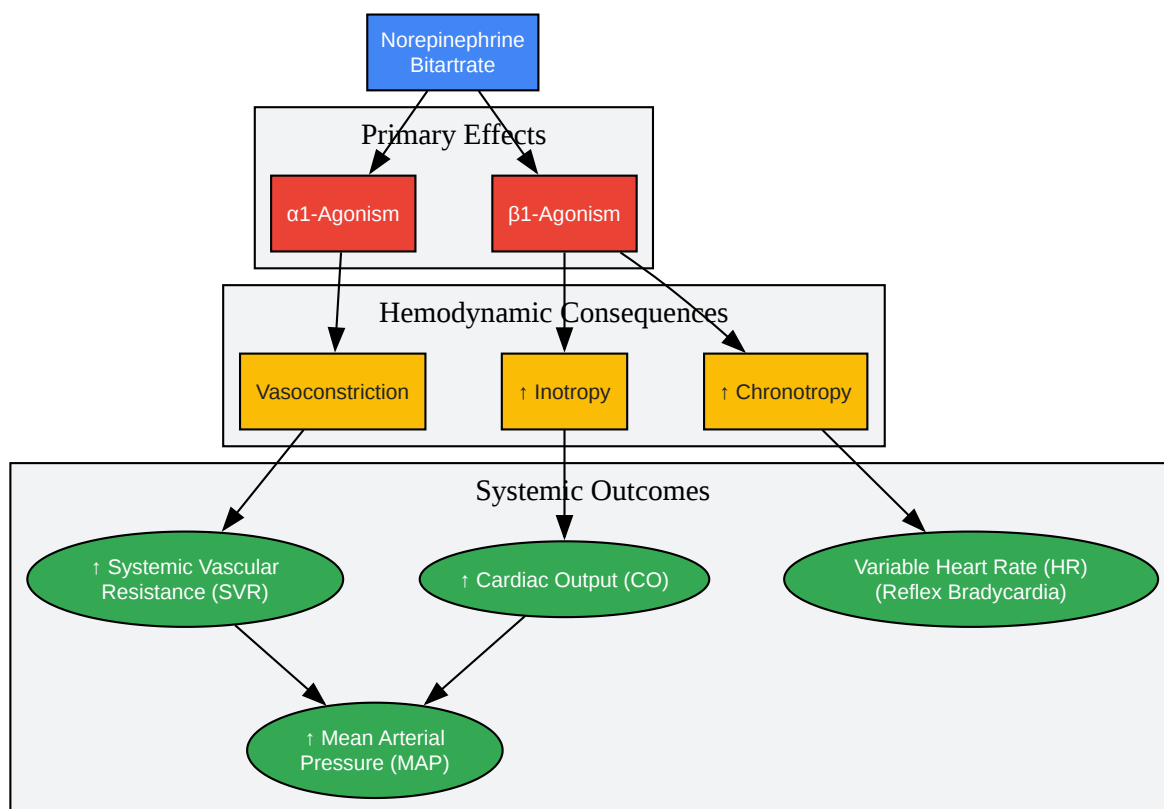 Norepinephrine
Bitartrate
Primary Effects
α1-Agonism
β1-Agonism
Hemodynamic Consequences
Vasoconstriction
↑ Inotropy
↑ Chronotropy
Systemic Outcomes
↑ Systemic Vascular
Resistance (SVR)
↑ Cardiac Output (CO)
Variable Heart Rate (HR)
(Reflex Bradycardia)
↑ Mean Arterial
Pressure (MAP)